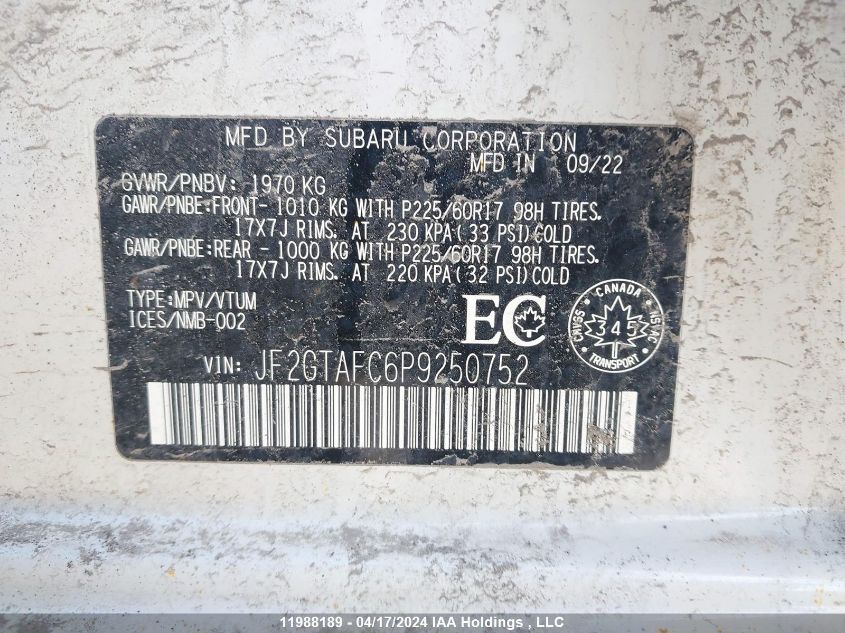 MFD BY SUBARU CORPORATION
MFD IN 09/22
GVWR/PNBV: 1970 KG
GAWR/PNBE:FRONT- 1010 KG WITH P225/60R17 98H TIRES.
17X7J RIMS. AT 230 KPA(33 PSI)COLD
GAWR/PNBE:REAR - 1000 KG WITH P225/60R17 98H TIRES.
17X7J RIMS. AT 220 KPA(32 PSI)COLD
TYPE:MPV/VTUM
ICES/NMB-002
EC
CANADA
CMVSS
345
NSVAC
TRANSPORT
VIN: JF2GTAFC6P9250752
11988189 - 04/17/2024 IAA Holdings , LLC